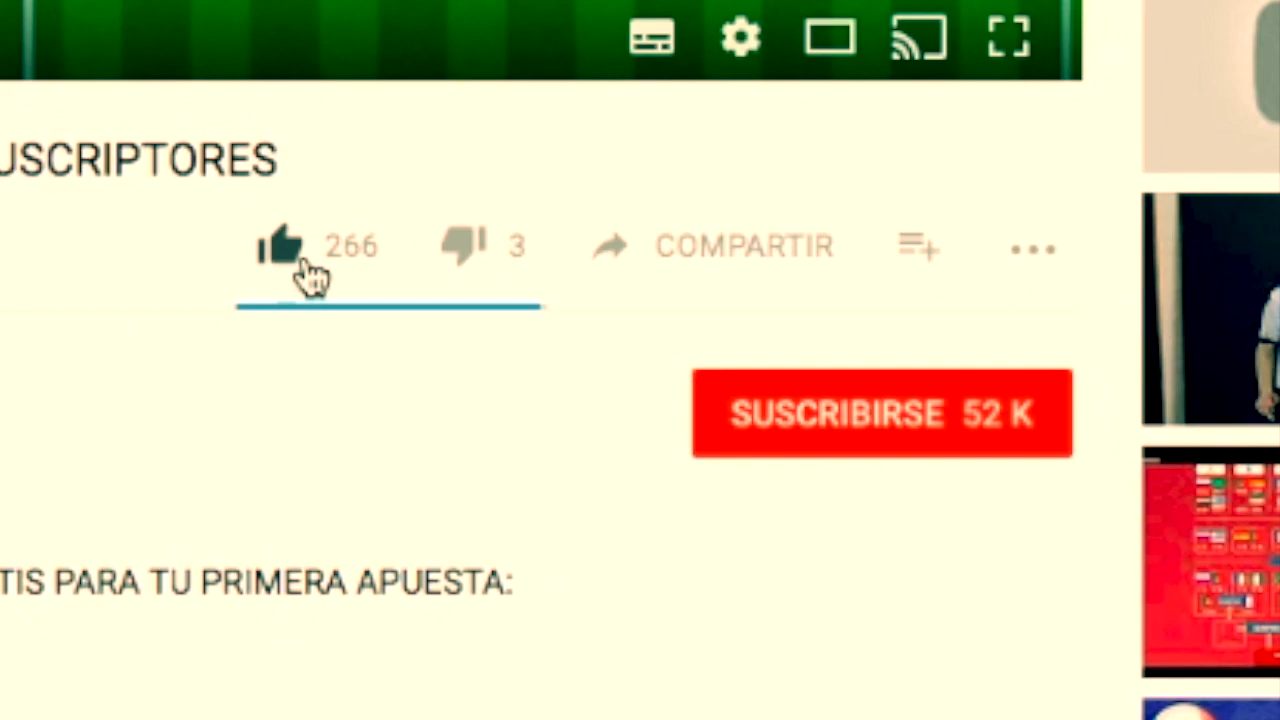 USCRIPTORES
266 3 COMPARTIR
SUSCRIBIRSE 52 K
TIS PARA TU PRIMERA APUESTA: